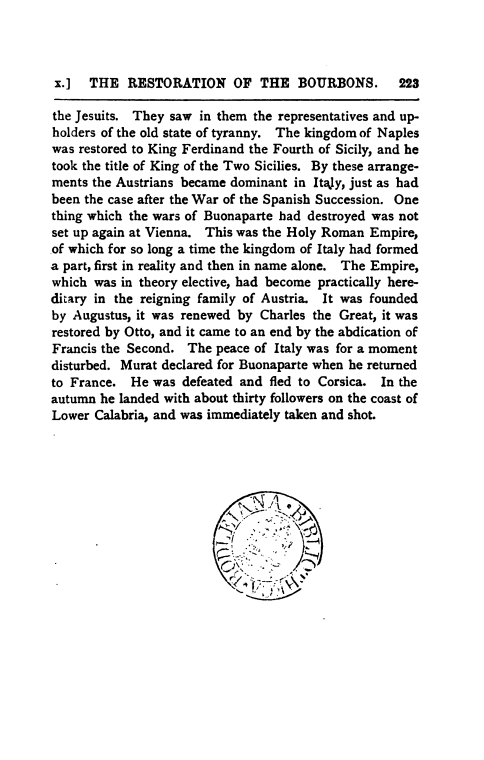 x.] THE RESTORATION OF THE BOURBONS. 223
the Jesuits. They saw in them the representatives and up-
holders of the old state of tyranny. The kingdom of Naples
was restored to King Ferdinand the Fourth of Sicily, and he
took the title of King of the Two Sicilies. By these arrange-
ments the Austrians became dominant in Italy, just as had
been the case after the War of the Spanish Succession. One
thing which the wars of Buonaparte had destroyed was not
set up again at Vienna. This was the Holy Roman Empire,
of which for so long a time the kingdom of Italy had formed
a part, first in reality and then in name alone. The Empire,
which was in theory elective, had become practically here-
ditary in the reigning family of Austria. It was founded
by Augustus, it was renewed by Charles the Great, it was
restored by Otto, and it came to an end by the abdication of
Francis the Second. The peace of Italy was for a moment
disturbed. Murat declared for Buonaparte when he returned
to France. He was defeated and fled to Corsica. In the
autumn he landed with about thirty followers on the coast of
Lower Calabria, and was immediately taken and shot.
BIBLIOTHECA BODLEIANA